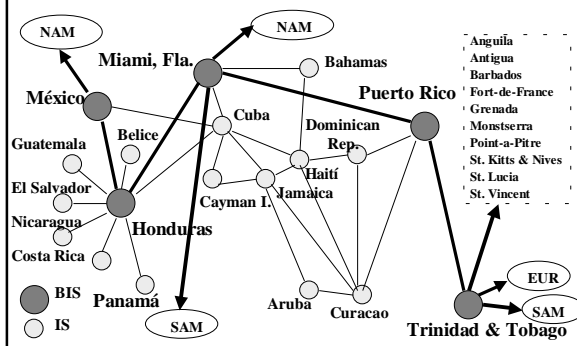 NAM
NAM
Miami, Fla.
Bahamas
México
Puerto Rico
Cuba
Dominican
Rep.
Guatemala
Belice
Haití
El Salvador
Cayman I.
Jamaica
Nicaragua
Honduras
Costa Rica
Panamá
Aruba
Curacao
BIS
IS
SAM
Anguila
Antigua
Barbados
Fort-de-France
Grenada
Monstserra
Point-a-Pitre
St. Kitts & Nives
St. Lucia
St. Vincent
EUR
SAM
Trinidad & Tobago